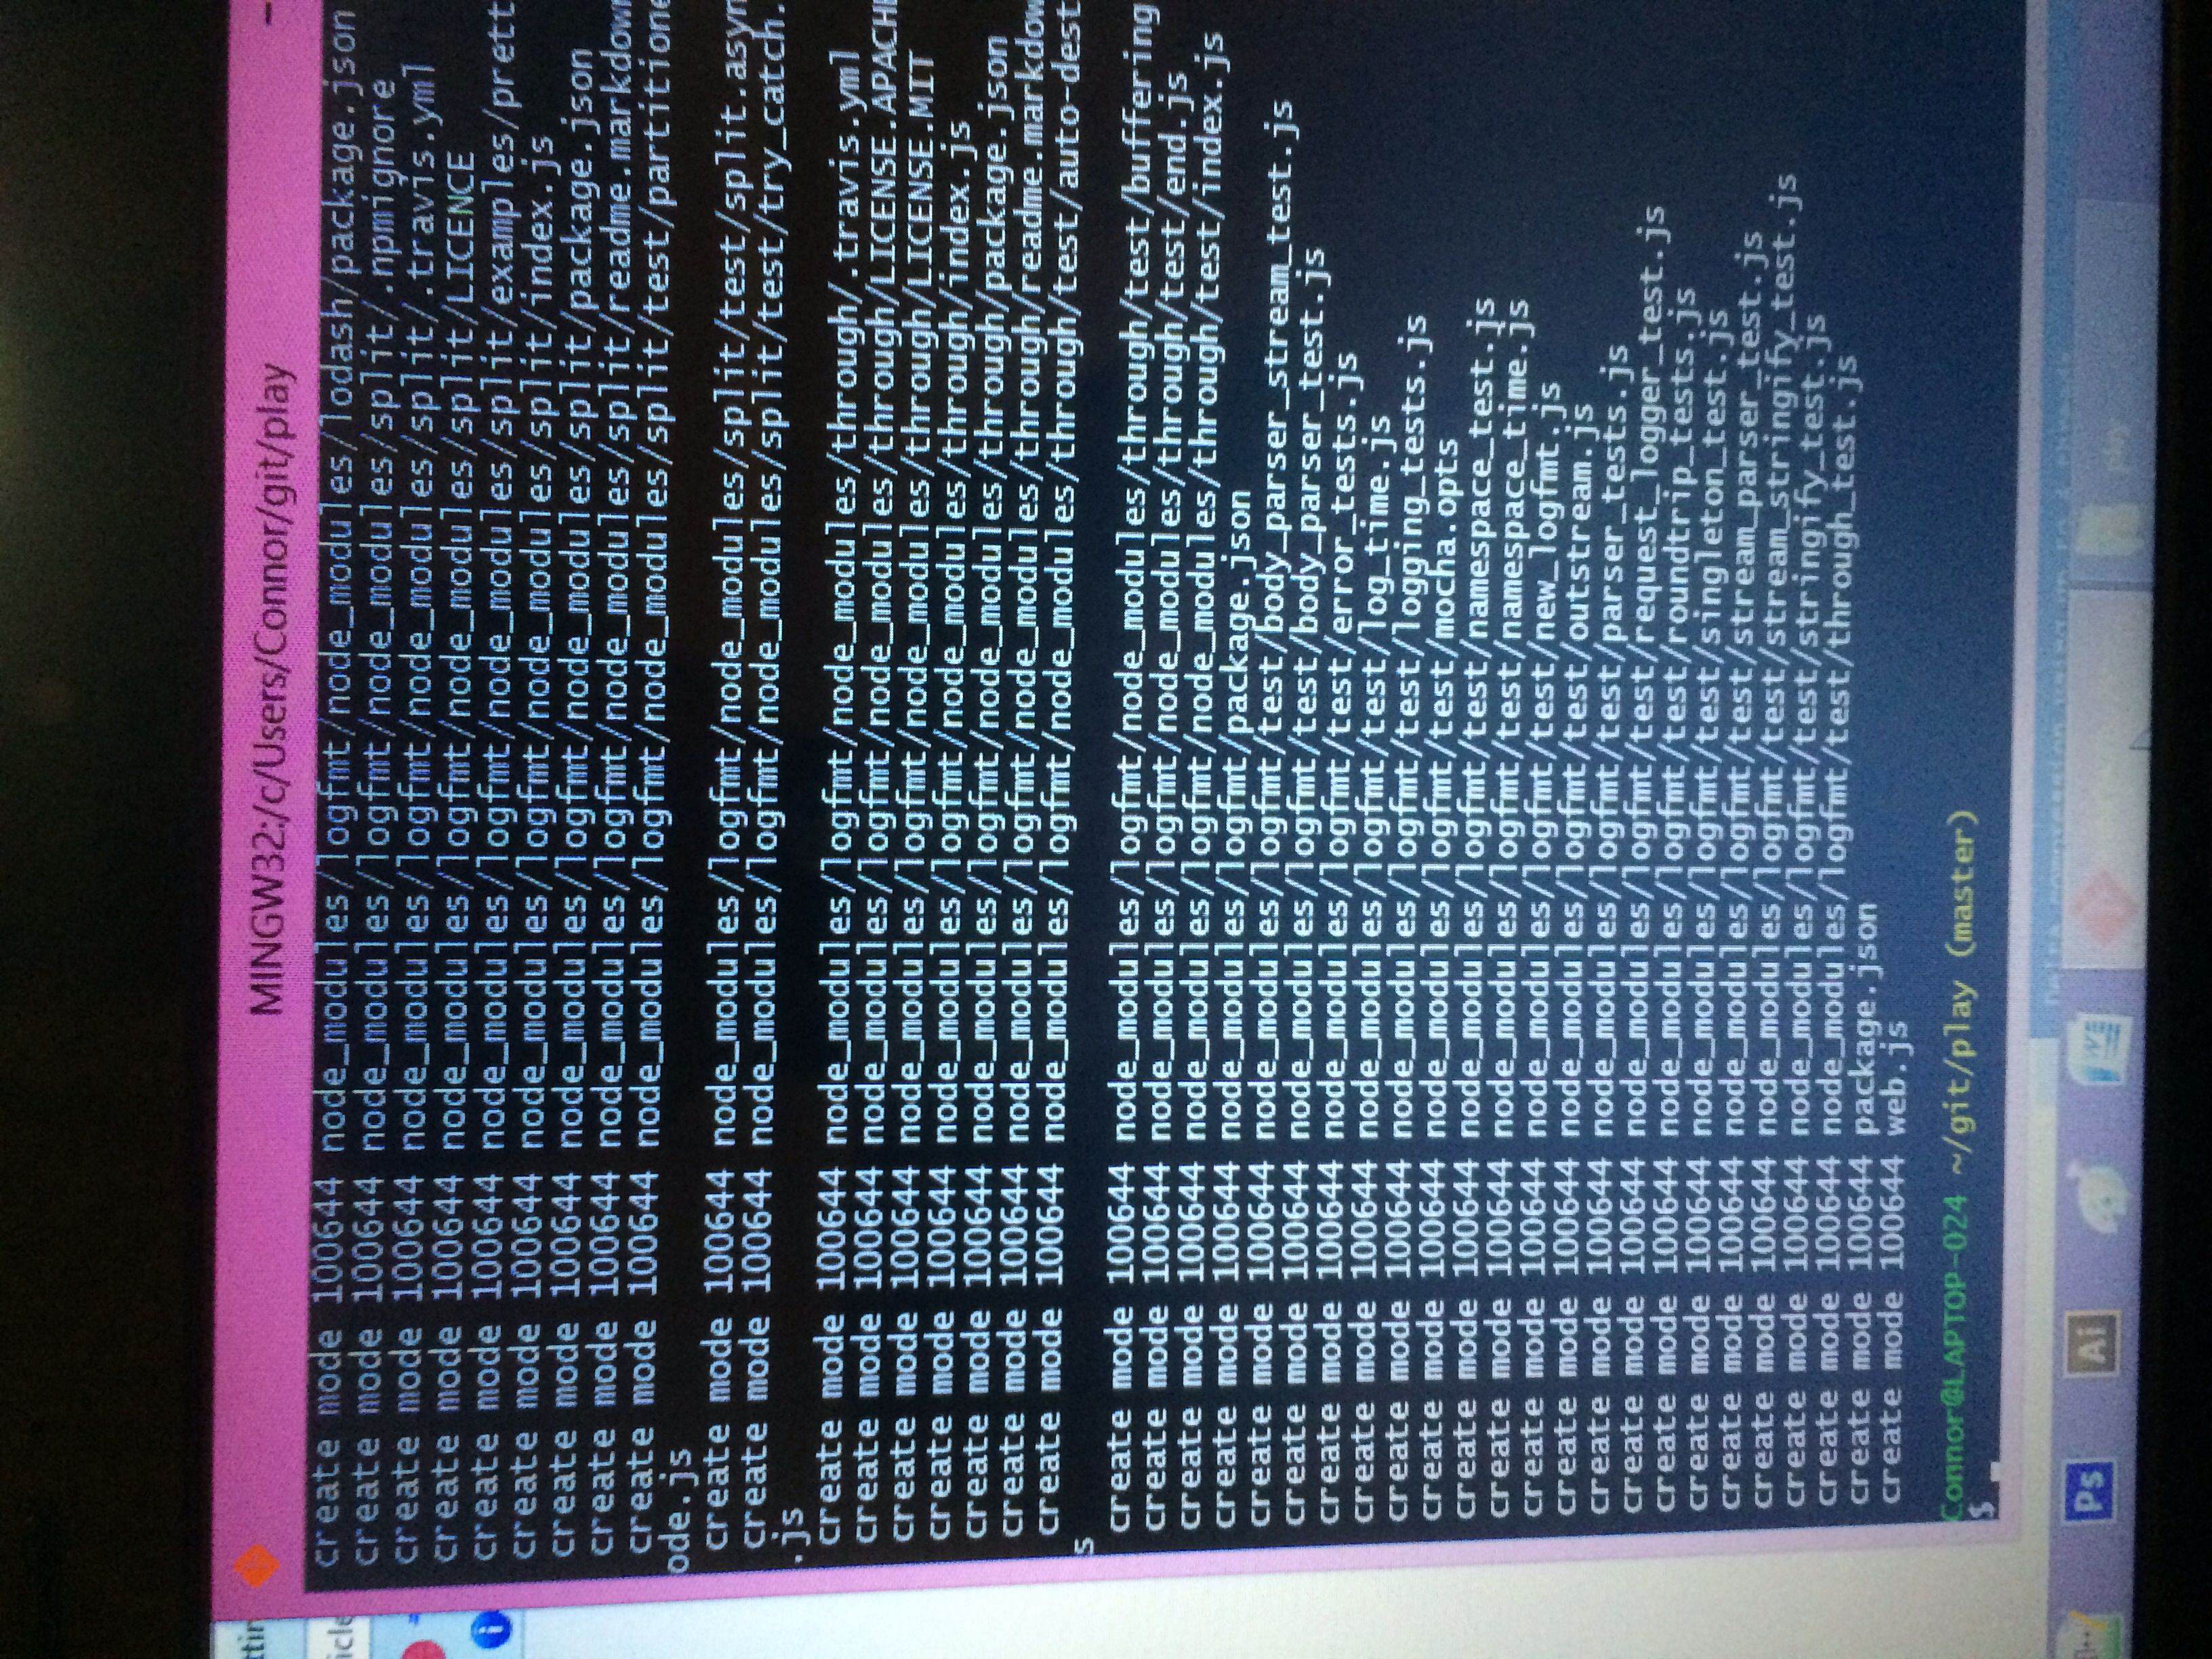 MINGW32:/c/Users/Connor/git/play
ttin
icle
create mode 100644 node_modules/logfmt/node_modules/lodash/package.json
create mode 100644 node_modules/logfmt/node_modules/split/.npmignore
create mode 100644 node_modules/logfmt/node_modules/split/.travis.yml
create mode 100644 node_modules/logfmt/node_modules/split/LICENCE
create mode 100644 node_modules/logfmt/node_modules/split/examples/prett
create mode 100644 node_modules/logfmt/node_modules/split/index.js
create mode 100644 node_modules/logfmt/node_modules/split/package.json
create mode 100644 node_modules/logfmt/node_modules/split/readme.markdown
create mode 100644 node_modules/logfmt/node_modules/split/test/partitione
ode.js
create mode 100644 node_modules/logfmt/node_modules/split/test/split.asyn
create mode 100644 node_modules/logfmt/node_modules/split/test/try_catch.
.js
create mode 100644 node_modules/logfmt/node_modules/through/.travis.yml
create mode 100644 node_modules/logfmt/node_modules/through/LICENSE.APACHE
create mode 100644 node_modules/logfmt/node_modules/through/LICENSE.MIT
create mode 100644 node_modules/logfmt/node_modules/through/index.js
create mode 100644 node_modules/logfmt/node_modules/through/package.json
create mode 100644 node_modules/logfmt/node_modules/through/readme.markdow
create mode 100644 node_modules/logfmt/node_modules/through/test/auto-dest
s
create mode 100644 node_modules/logfmt/node_modules/through/test/buffering
create mode 100644 node_modules/logfmt/node_modules/through/test/end.js
create mode 100644 node_modules/logfmt/node_modules/through/test/index.js
create mode 100644 node_modules/logfmt/package.json
create mode 100644 node_modules/logfmt/test/body_parser_stream_test.js
create mode 100644 node_modules/logfmt/test/body_parser_test.js
create mode 100644 node_modules/logfmt/test/error_tests.js
create mode 100644 node_modules/logfmt/test/log_time.js
create mode 100644 node_modules/logfmt/test/logging_tests.js
create mode 100644 node_modules/logfmt/test/mocha.opts
create mode 100644 node_modules/logfmt/test/namespace_test.js
create mode 100644 node_modules/logfmt/test/namespace_time.js
create mode 100644 node_modules/logfmt/test/new_logfmt.js
create mode 100644 node_modules/logfmt/test/outstream.js
create mode 100644 node_modules/logfmt/test/parser_tests.js
create mode 100644 node_modules/logfmt/test/request_logger_test.js
create mode 100644 node_modules/logfmt/test/roundtrip_tests.js
create mode 100644 node_modules/logfmt/test/singleton_test.js
create mode 100644 node_modules/logfmt/test/stream_parser_test.js
create mode 100644 node_modules/logfmt/test/stream_stringify_test.js
create mode 100644 node_modules/logfmt/test/stringify_test.js
create mode 100644 node_modules/logfmt/test/through_test.js
create mode 100644 package.json
create mode 100644 web.js
Connor@LAPTOP-024 ~/git/play (master)
$
Delta compression using up to 4 threads
Ps
Ai
W
play